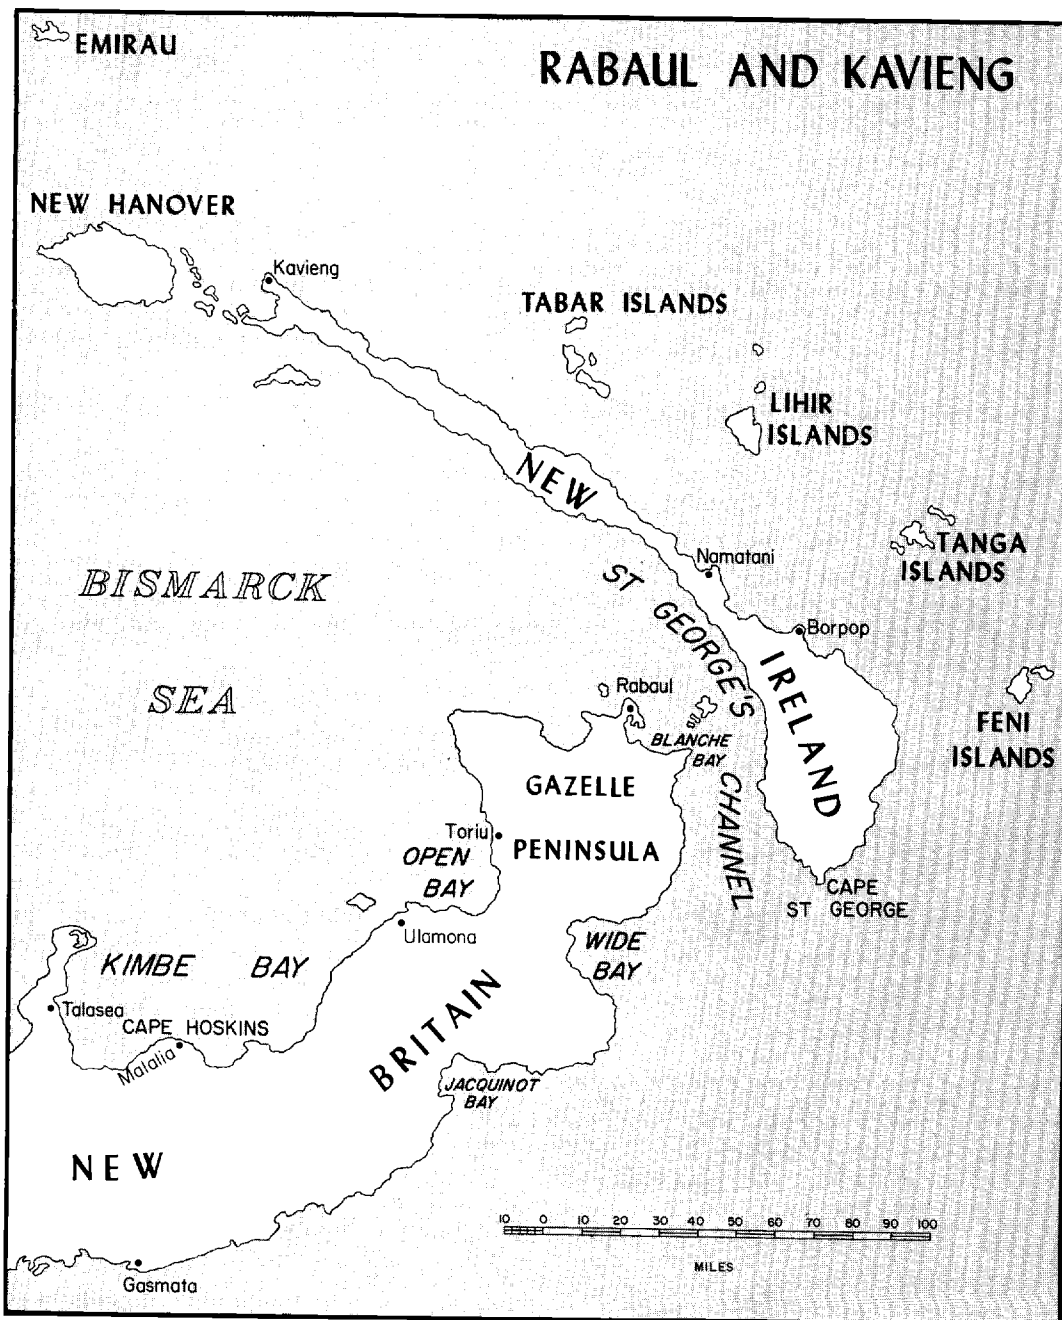 EMIRAU
RABAUL AND KAVIENG
NEW HANOVER
Kavieng
TABAR ISLANDS
LIHIR
ISLANDS
NEW
IRELAND
TANGA
ISLANDS
Namatani
ST GEORGE'S
CHANNEL
BISMARCK
SEA
Borpop
Rabaul
BLANCHE
BAY
FENI
ISLANDS
GAZELLE
PENINSULA
Toriu
OPEN
BAY
CAPE
ST GEORGE
Ulamona
WIDE
BAY
KIMBE BAY
Talasea
CAPE HOSKINS
Malalia
NEW
BRITAIN
JACQUINOT
BAY
10 0 10 20 30 40 50 60 70 80 90 100
MILES
Gasmata